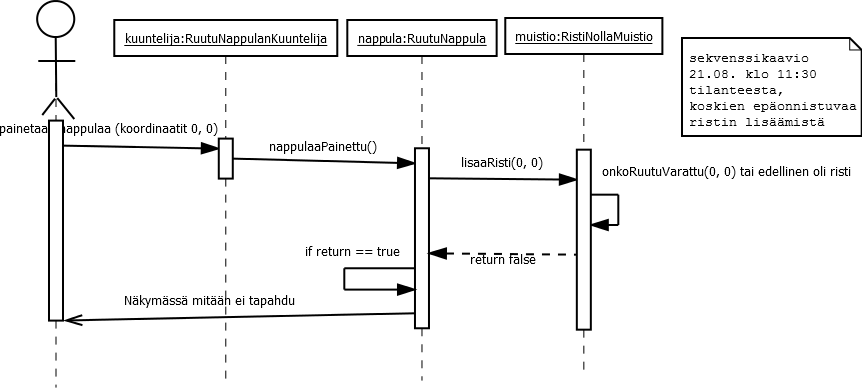 kuuntelija:RuutuNappulanKuuntelija
nappula:RuutuNappula
muistio:RistiNollaMuistio
sekvenssikaavio
21.08. klo 11:30
tilanteesta,
koskien epäonnistuvaa
ristin lisäämistä
painetaa nappulaa (koordinaatit 0, 0)
nappulaaPainettu()
lisaaRisti(0, 0)
onkoRuutuVarattu(0, 0) tai edellinen oli risti
if return == true
return false
Näkymässä mitään ei tapahdu